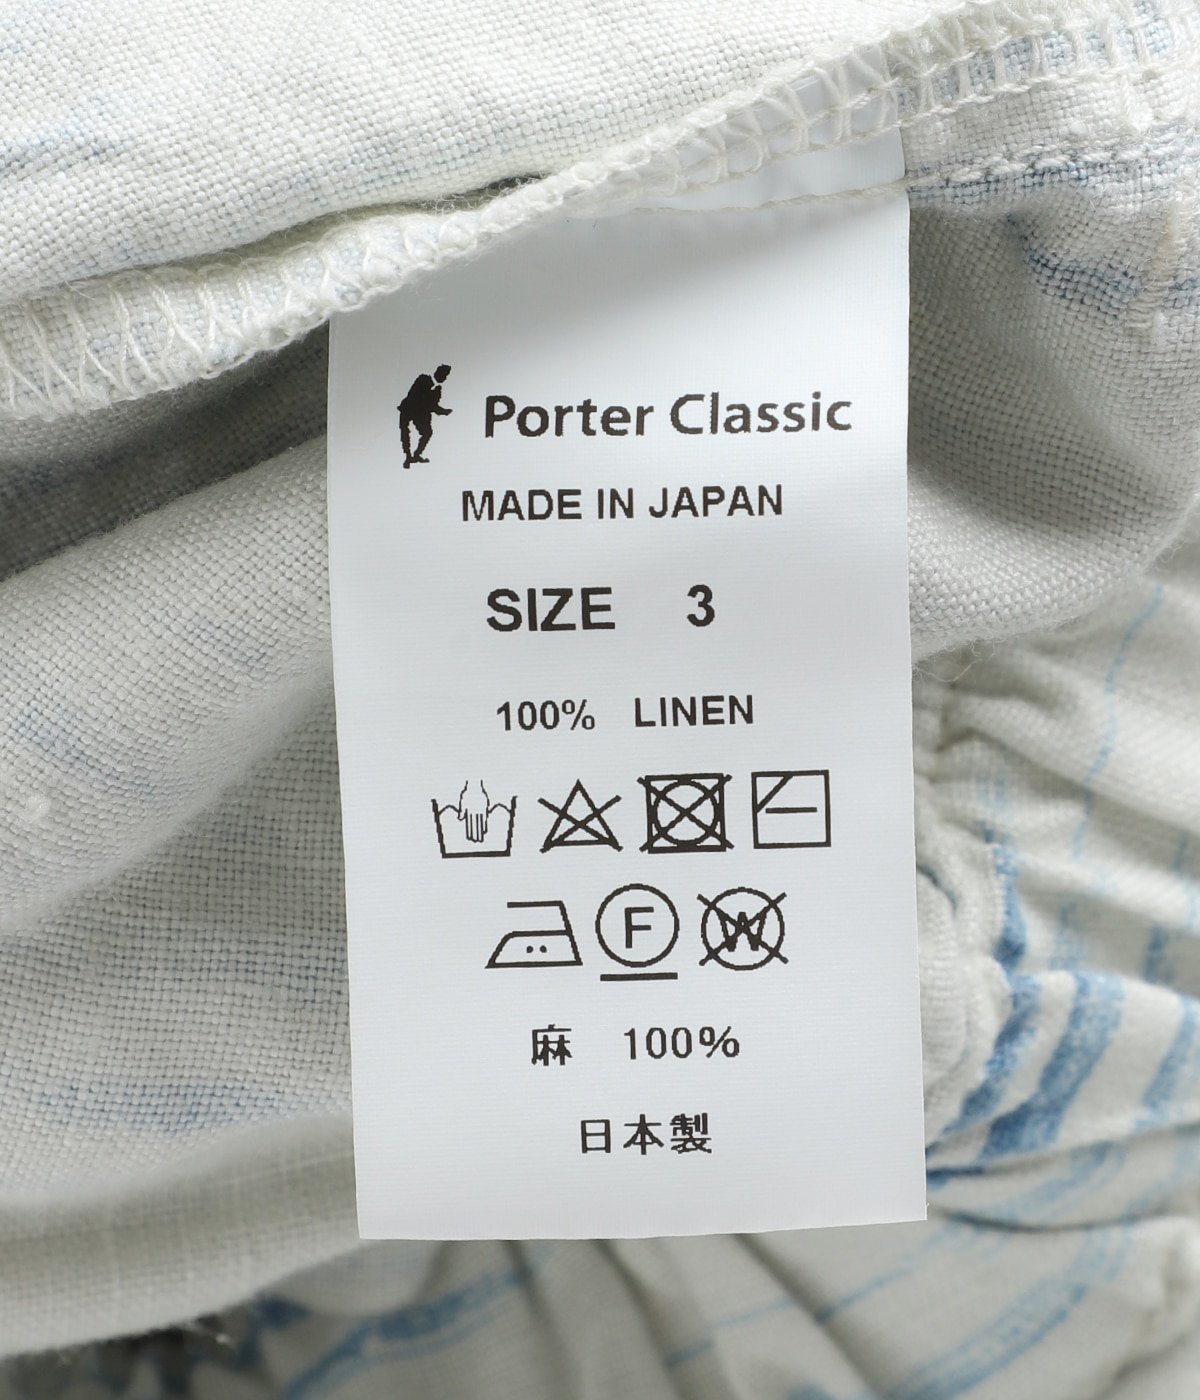 Porter Classic
MADE IN JAPAN
SIZE 3
100% LINEN
F W
麻 100%
日本製